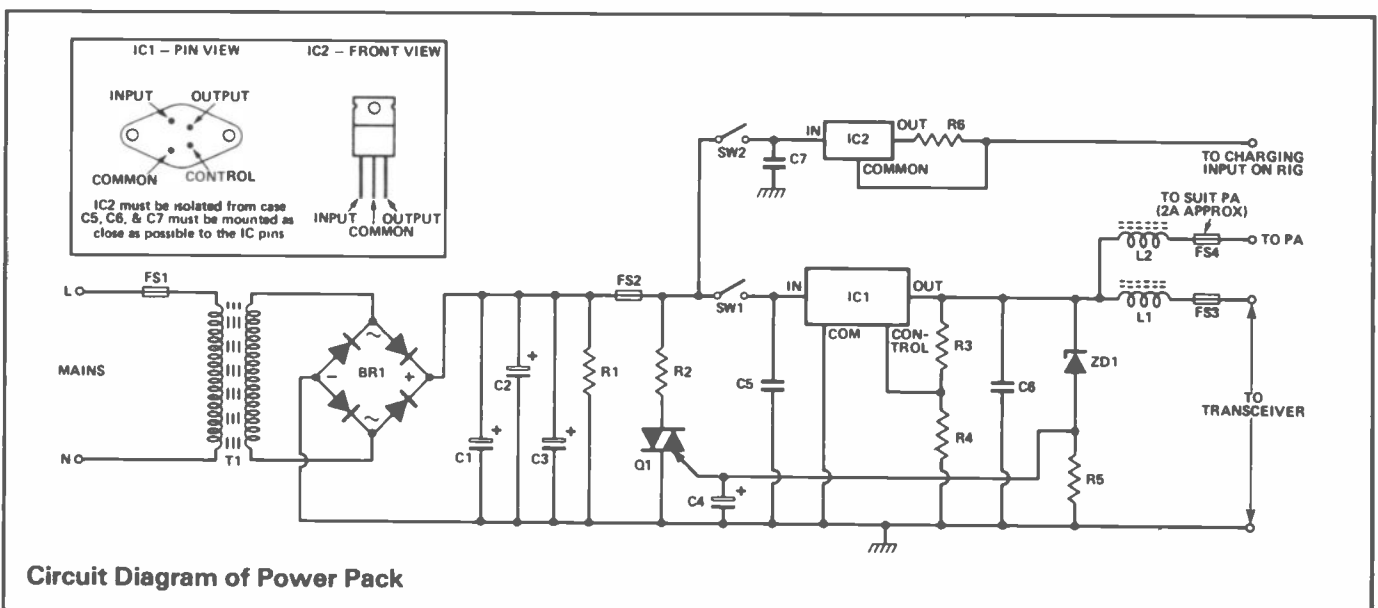 IC1 – PIN VIEW
IC2 – FRONT VIEW
INPUT
OUTPUT
COMMON
CONTROL
IC2 must be isolated from case
C5, C6, & C7 must be mounted as
close as possible to the IC pins
INPUT
OUTPUT
COMMON
SW2
C7
IN
IC2
OUT
R6
COMMON
TO CHARGING
INPUT ON RIG
TO SUIT PA
(2A APPROX)
L2
FS4
TO PA
L
FS1
FS2
SW1
IN
IC1
OUT
COM
CON-
TROL
L1
FS3
MAINS
T1
~
BR1
–
+
~
C1
+
C2
+
C3
+
R1
R2
Q1
C4
+
C5
R3
R4
C6
ZD1
R5
TO
TRANSCEIVER
N
Circuit Diagram of Power Pack